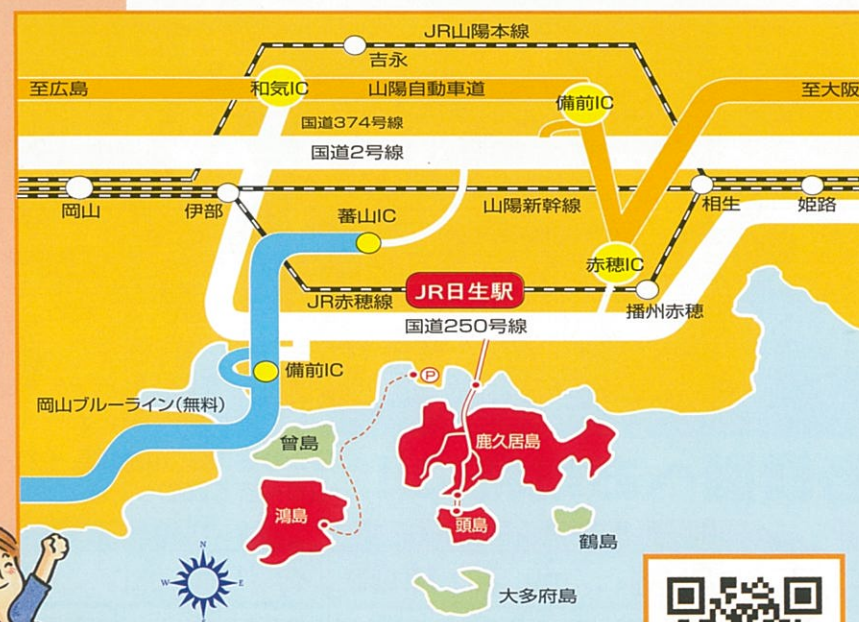 JR山陽本線
吉永
至広島
和気IC
山陽自動車道
備前IC
至大阪
国道374号線
国道2号線
岡山
伊部
蕃山IC
山陽新幹線
相生
姫路
赤穂IC
JR赤穂線
JR日生駅
播州赤穂
国道250号線
備前IC
P
岡山ブルーライン(無料)
曾島
鹿久居島
鴻島
頭島
鶴島
大多府島
N
W
E